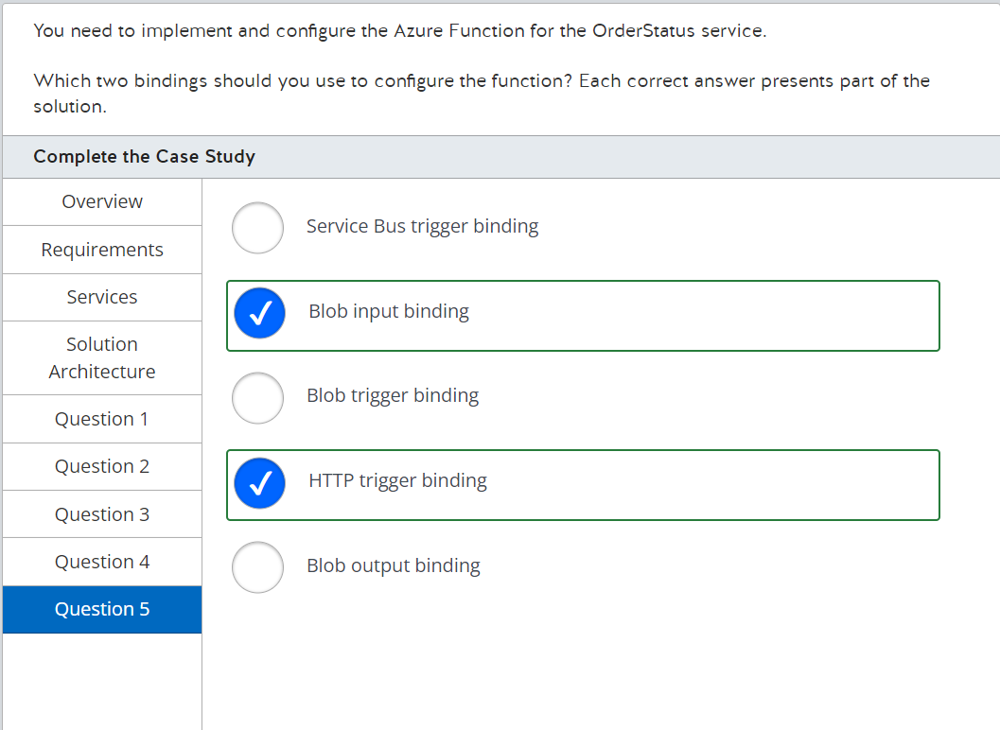 You need to implement and configure the Azure Function for the OrderStatus service.
Which two bindings should you use to configure the function? Each correct answer presents part of the
solution.
Complete the Case Study
Overview
Requirements
Services
Solution
Architecture
Question 1
Question 2
Question 3
Question 4
Question 5
Service Bus trigger binding
Blob input binding
Blob trigger binding
HTTP trigger binding
Blob output binding